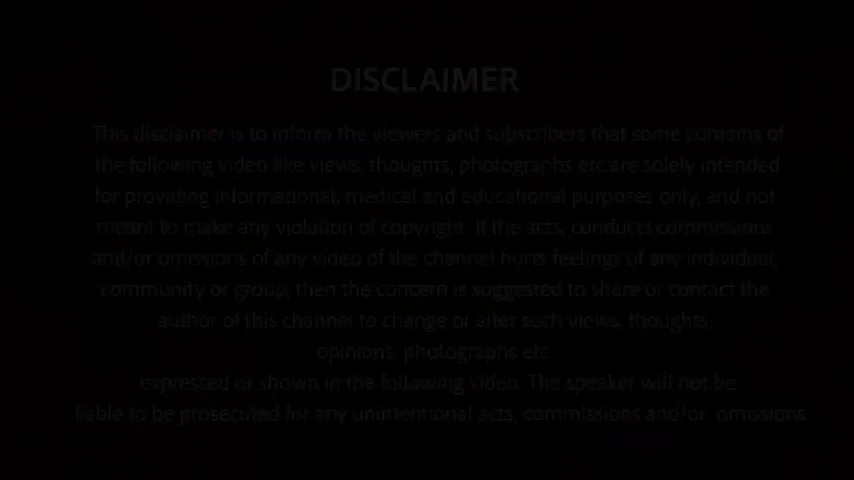 DISCLAIMER
This disclaimer is to inform the viewers and subscribers that some contains of
the following video like views, thoughts, photographs etc.are solely intended
for providing informational, medical and educational purposes only, and not
meant to make any violation of copyright. If the acts, conducts commissions
and/or omissions of any video of the channel hurts feelings of any individual,
community or group, then the concern is suggested to share or contact the
author of this channel to change or alter such views, thoughts,
opinions, photographs etc.
expressed or shown in the following video. The speaker will not be
liable to be prosecuted for any unintentional acts, commissions and/or omissions.